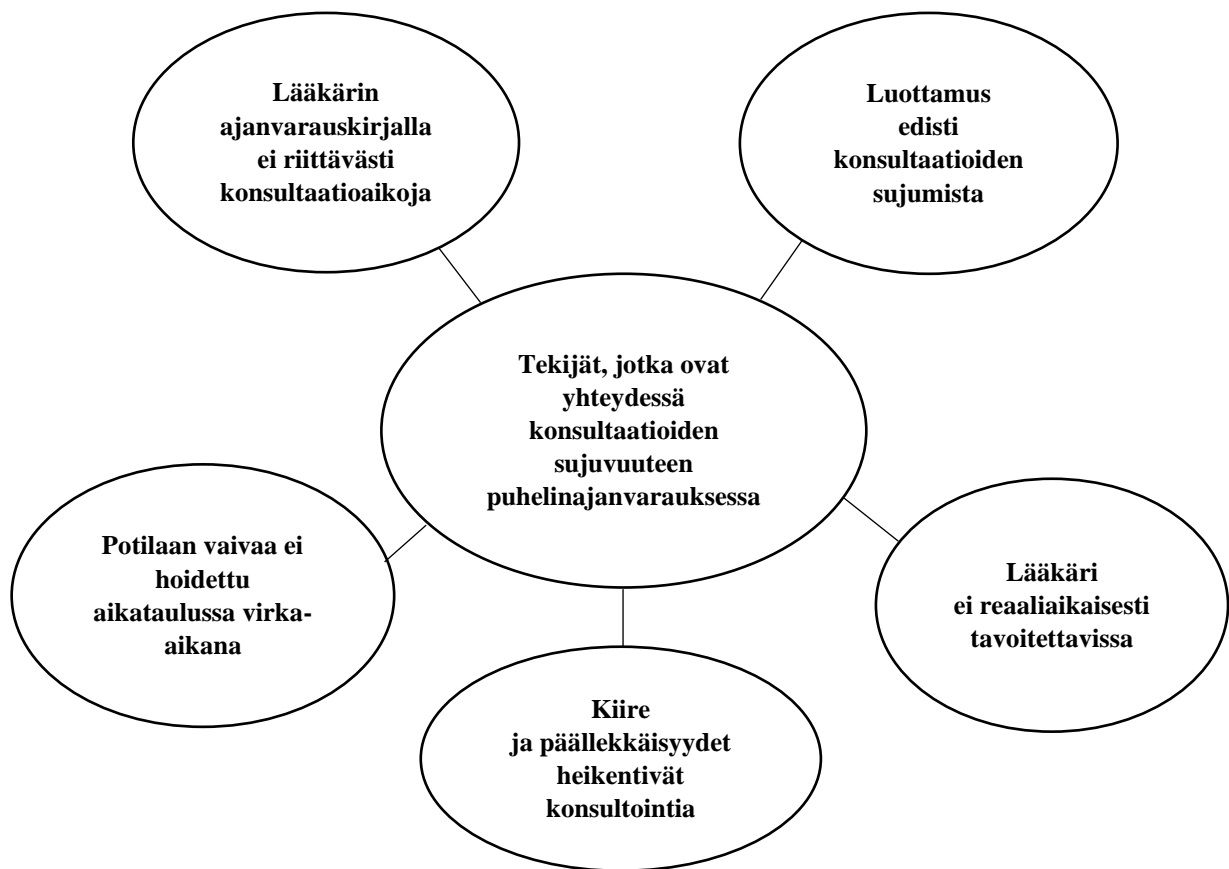 Lääkärin
ajanvarauskirjalla
ei riittävästi
konsultaatioaikoja
Luottamus
edisti
konsultaatioiden
sujumista
Tekijät, jotka ovat
yhteydessä
konsultaatioiden
sujuvuuteen
puhelinajanvarauksessa
Potilaan vaivaa ei
hoidettu
aikataulussa virka-
aikana
Lääkäri
ei reaaliaikaisesti
tavoitettavissa
Kiire
ja päällekkäisyydet
heikentivät
konsultointia